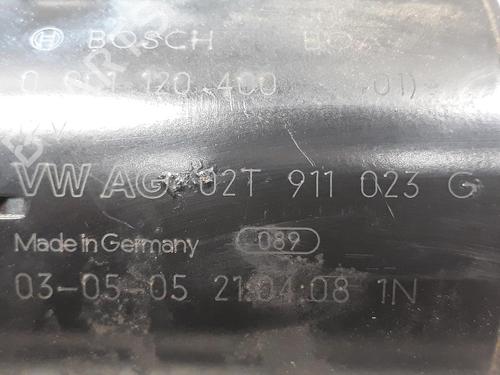 BOSCH
0 001 120 400 (01)
VW AG 02T 911 023 G
Made in Germany 089
03-05-05 21:04:08 1N